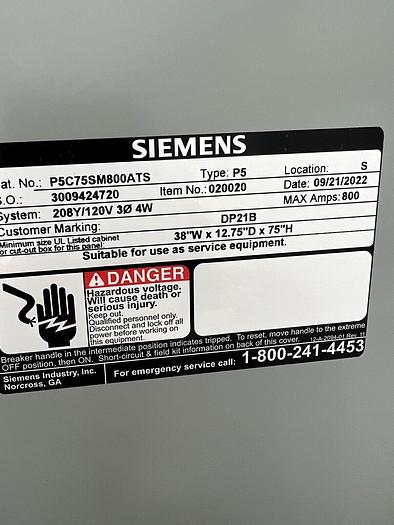 SIEMENS
at. No.: P5C75SM800ATS Type: P5 Location: S
S.O.: 3009424720 Item No.: 020020 Date: 09/21/2022
System: 208Y/120V 3Ø 4W MAX Amps: 800
Customer Marking: DP21B
Minimum size UL Listed cabinet
or cut-out box for this panel: 38"W x 12.75"D x 75"H
Suitable for use as service equipment.
DANGER
Hazardous voltage.
Will cause death or
serious injury.
Keep out.
Qualified personnel only.
Disconnect and lock off all
power before working on
this equipment.
Breaker handle in the intermediate position indicates tripped. To reset, move handle to the extreme
OFF position, then ON. Short-circuit & field kit information on back of this cover. 12-A-2094-01 Rev. 11
Siemens Industry, Inc.
Norcross, GA
For emergency service call: 1-800-241-4453